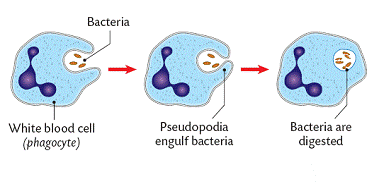 Bacteria
White blood cell
(phagocyte)
Pseudopodia
engulf bacteria
Bacteria are
digested